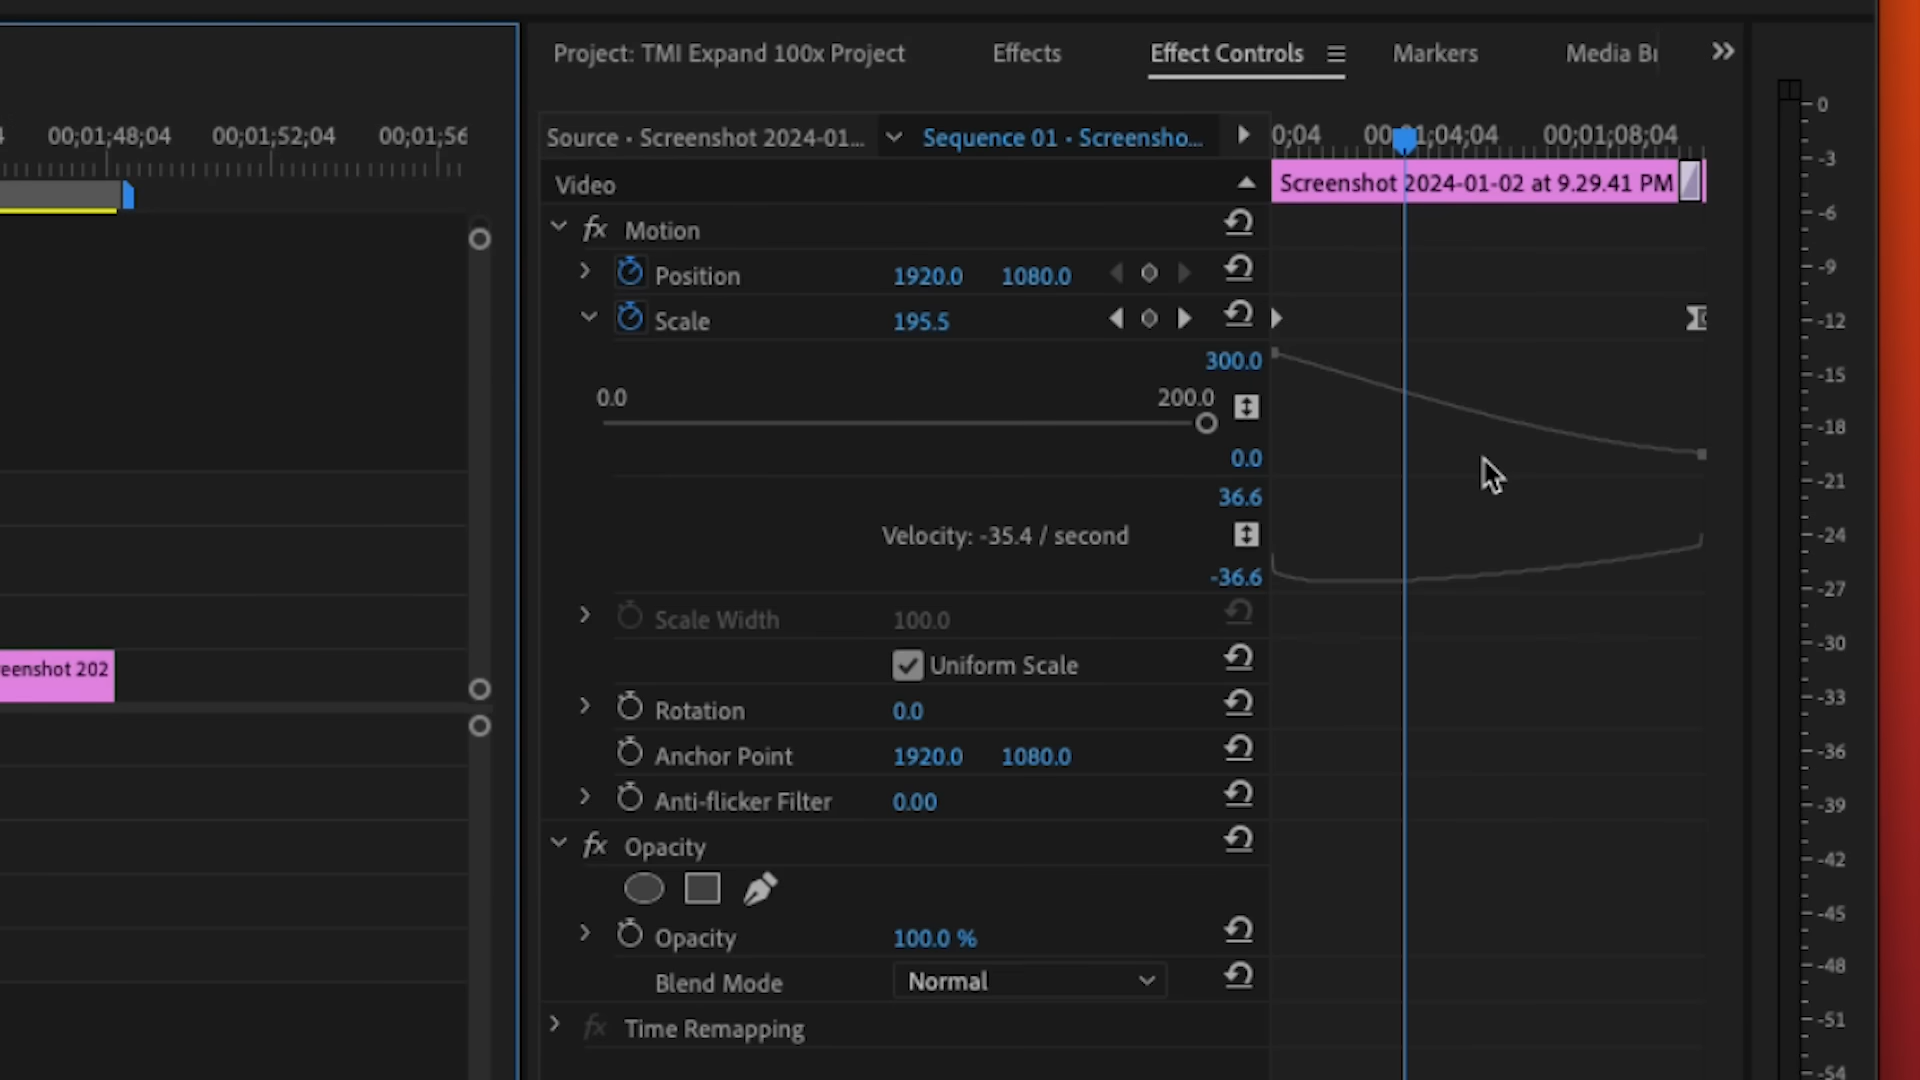 Project: TMI Expand 100x Project Effects Effect Controls Markers Media Br
4 00;01;48;04 00;01;52;04 00;01;56
Source · Screenshot 2024-01... Sequence 01 · Screensho... 0;04 00;01;04;04 00;01;08;04
Video Screenshot 2024-01-02 at 9.29.41 PM
fx Motion
Position 1920.0 1080.0
Scale 195.5
300.0
0.0 200.0
0.0
36.6
Velocity: -35.4 / second
-36.6
Scale Width 100.0
Uniform Scale
reenshot 202
Rotation 0.0
Anchor Point 1920.0 1080.0
Anti-flicker Filter 0.00
fx Opacity
Opacity 100.0 %
Blend Mode Normal
fx Time Remapping
0
-3
-6
-9
-12
-15
-18
-21
-24
-27
-30
-33
-36
-39
-42
-45
-48
-51
-54